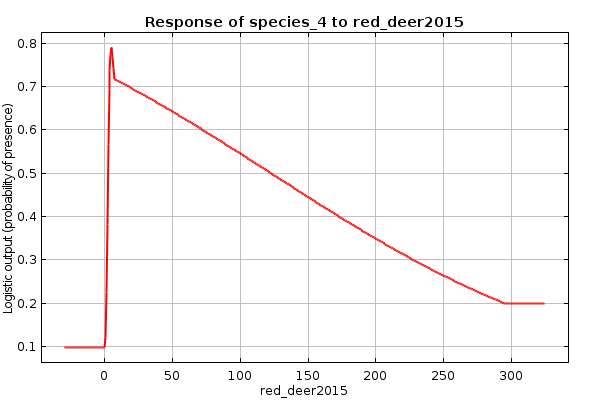 Response of species_4 to red_deer2015
Logistic output (probability of presence)
0.8
0.7
0.6
0.5
0.4
0.3
0.2
0.1
0 50 100 150 200 250 300
red_deer2015